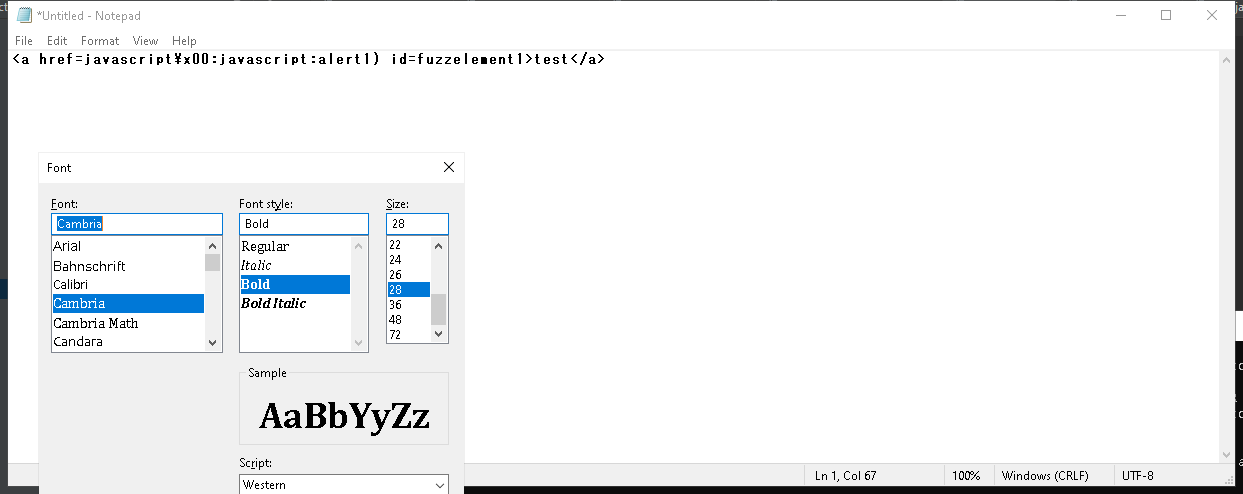 *Untitled - Notepad
File Edit Format View Help
<a href=javascript¥x00:javascript:alert1) id=fuzzelement1>test</a>
Font
Font:
Font style:
Size:
Cambria
Bold
28
Arial
Bahnschrift
Calibri
Cambria
Cambria Math
Candara
Regular
Italic
Bold
Bold Italic
22
24
26
28
36
48
72
Sample
AaBbYyZz
Script:
Western
Ln 1, Col 67
100%
Windows (CRLF)
UTF-8